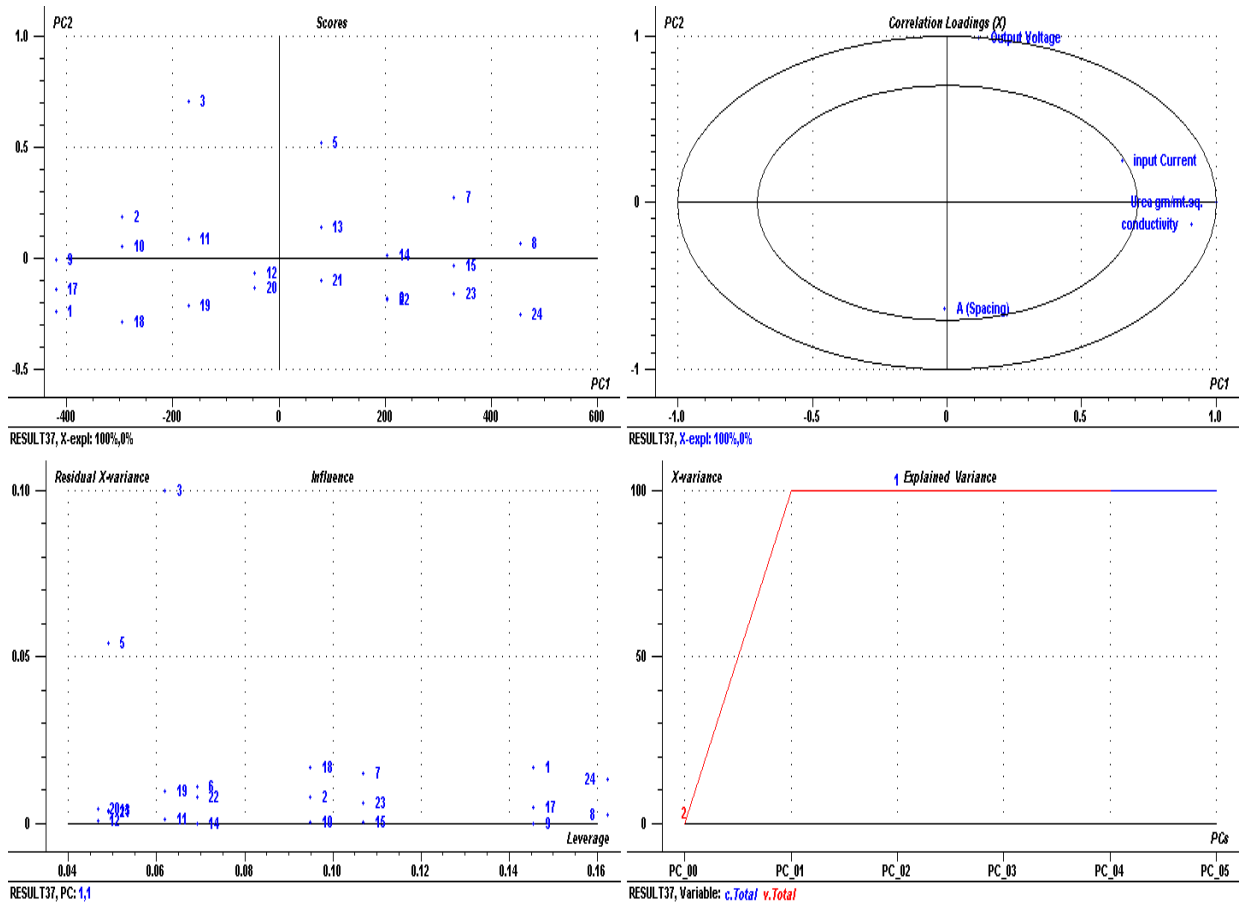 PC2 Scores
1.0
3
5
0.5
7
2
13
8
11
10
14
0
9
15
12
21
20
17
22
23
19
1
24
18
-0.5
PC1
-400 -200 0 200 400 600
RESULT37, X-expl: 100%,0%
PC2 Correlation Loadings (X)
1
Output Voltage
input Current
0
Urea gm/mt.sq.
conductivity
A (Spacing)
-1
PC1
-1.0 -0.5 0 0.5 1.0
RESULT37, X-expl: 100%,0%
Residual X-variance Influence
0.10
3
0.05
5
18 7 1
24
6
19
22 2
23
17
20
8
12 11 14 10 15 9
0
Leverage
0.04 0.06 0.08 0.10 0.12 0.14 0.16
RESULT37, PC: 1,1
X-variance 1 Explained Variance
100
50
2
0
PCs
PC_00 PC_01 PC_02 PC_03 PC_04 PC_05
RESULT37, Variable: c.Total v.Total